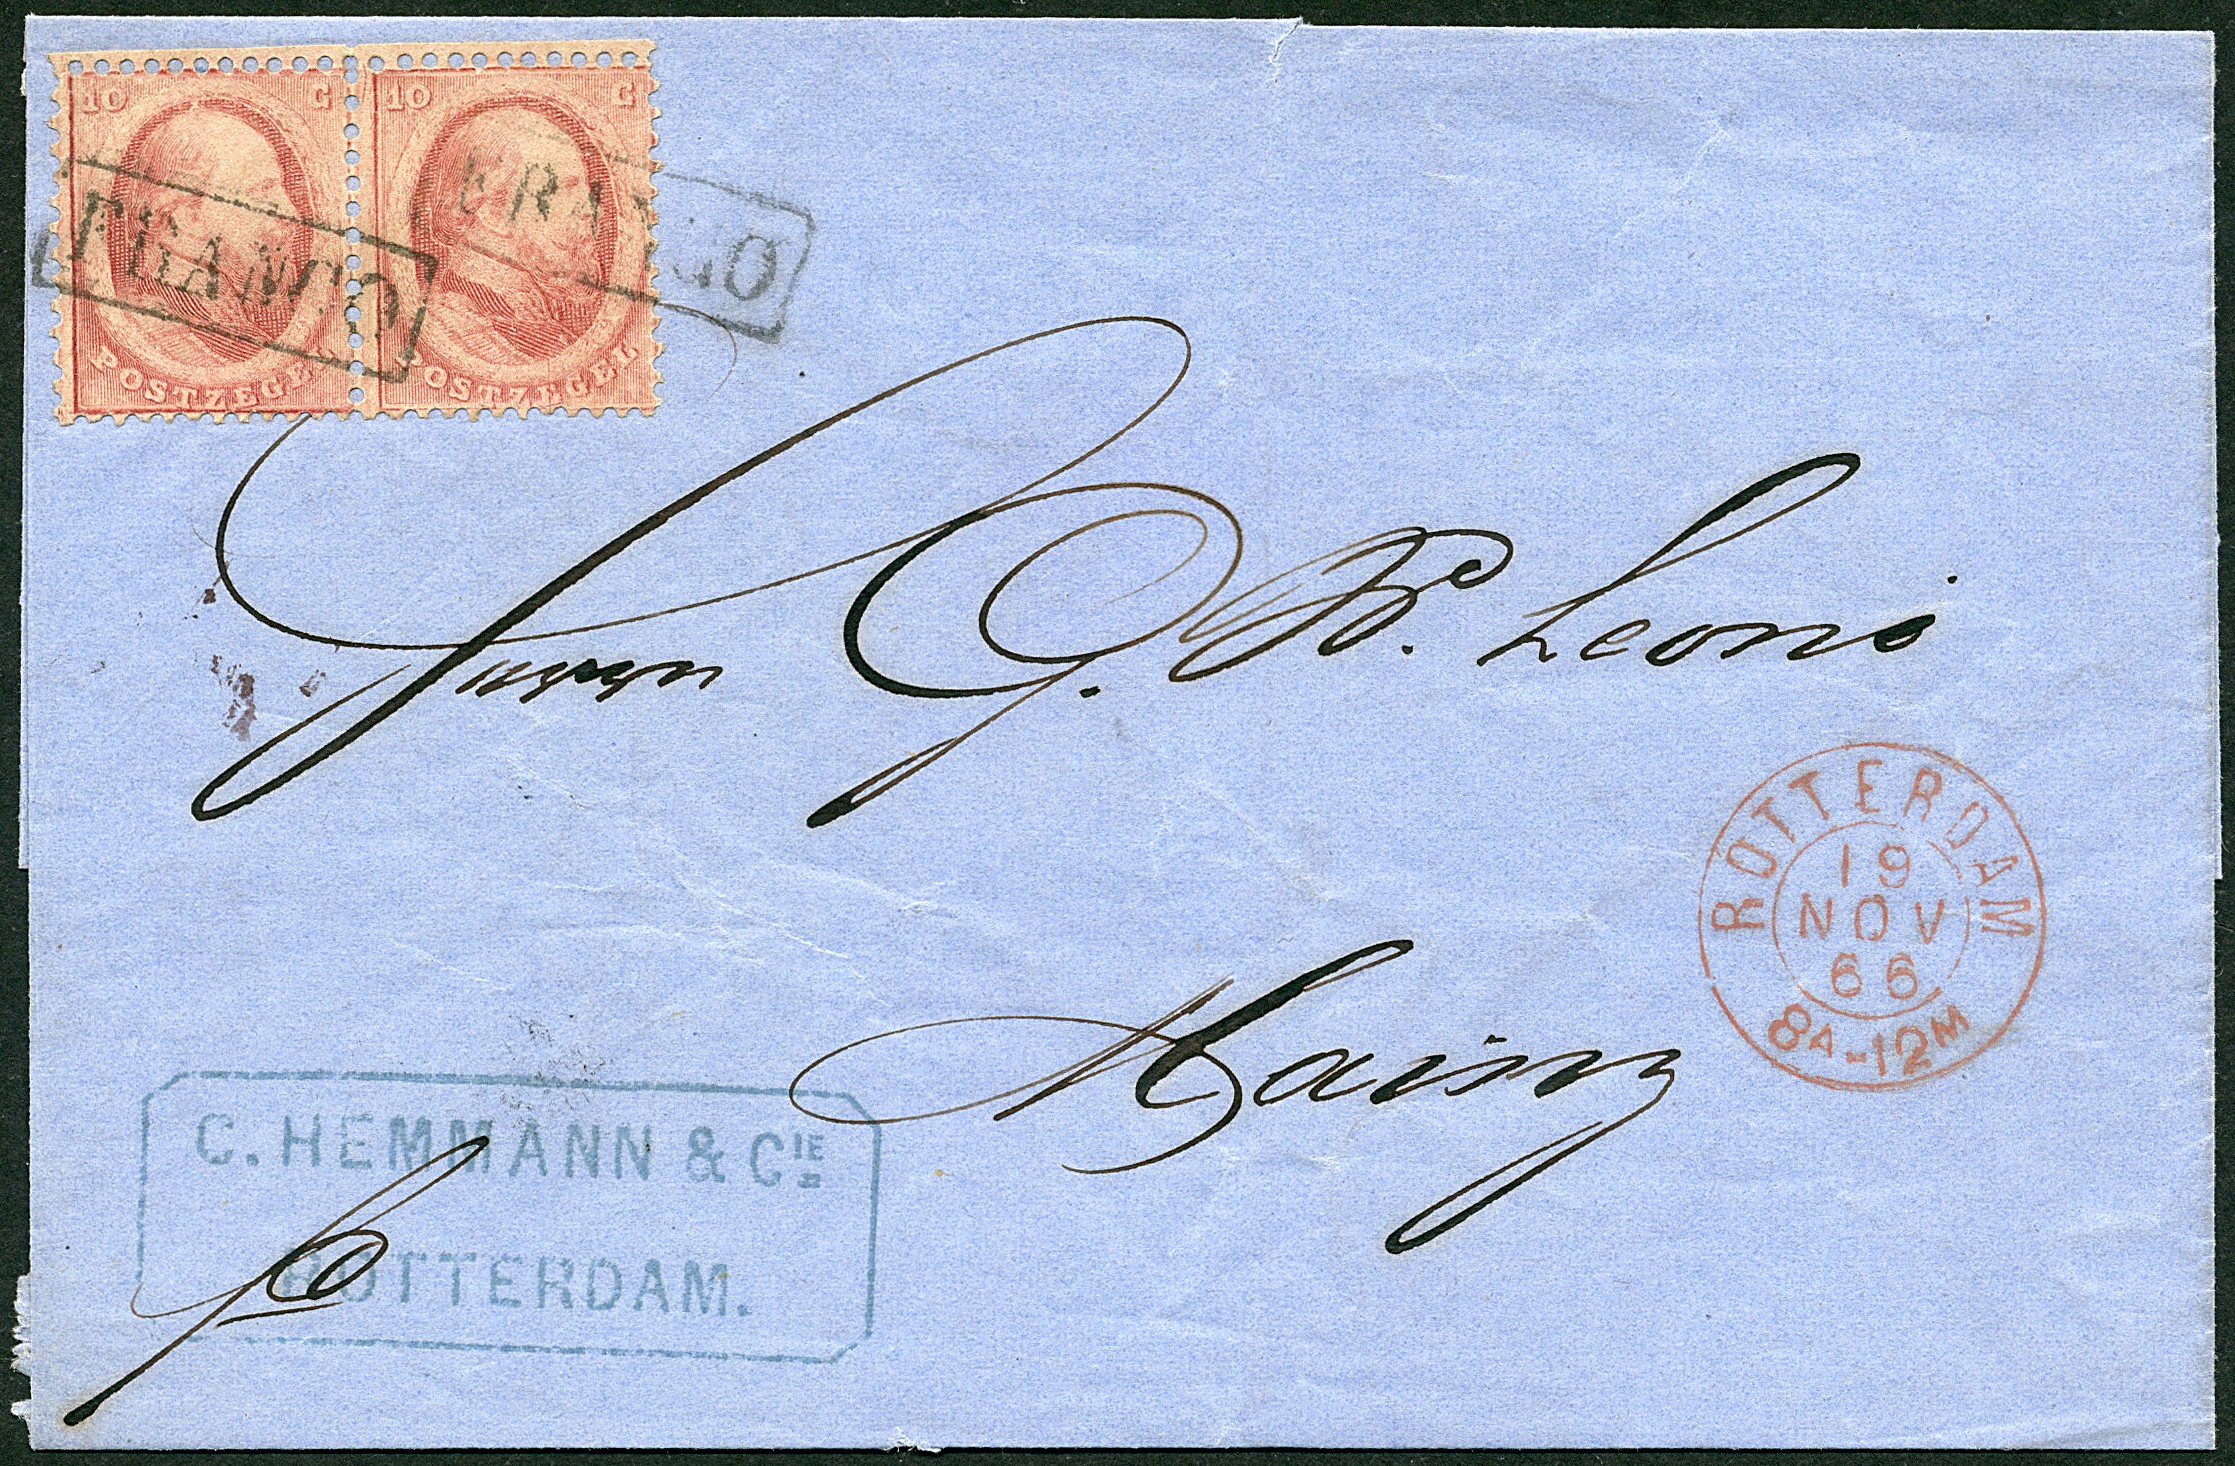 10 C 10 C
FRANCO FRANCO
POSTZEGEL POSTZEGEL
Herrn G. B. Leoni
ROTTERDAM
19
NOV
66
8A-12M
Mainz
C. HEMMANN & CIE
ROTTERDAM.